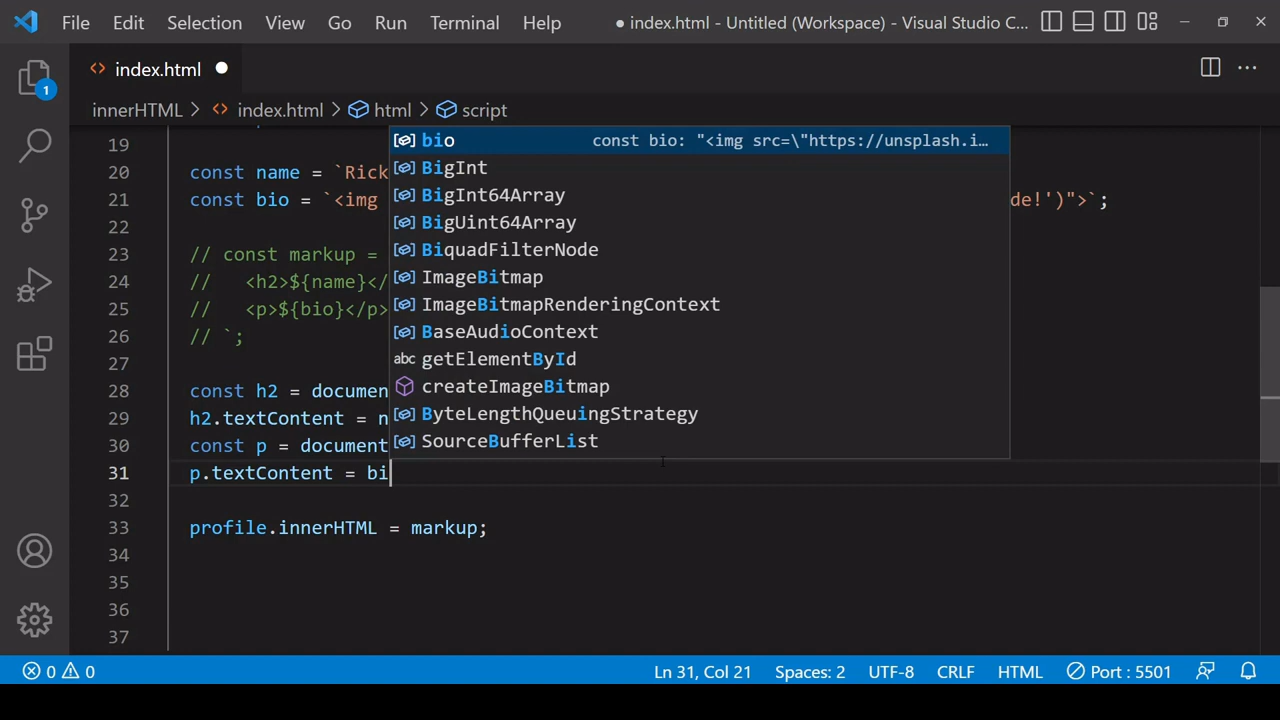 File Edit Selection View Go Run Terminal Help ● index.html - Untitled (Workspace) - Visual Studio C...
index.html
1
innerHTML > index.html > html > script
19
20 const name = `Rick
21 const bio = `<img de!')">`;
22
23 // const markup =
24 // <h2>${name}</
25 // <p>${bio}</p>
26 // `;
27
28 const h2 = documen
29 h2.textContent = n
30 const p = document
31 p.textContent = bi
32
33 profile.innerHTML = markup;
34
35
36
37
bio const bio: "<img src=\"https://unsplash.i...
BigInt
BigInt64Array
BigUint64Array
BiquadFilterNode
ImageBitmap
ImageBitmapRenderingContext
BaseAudioContext
abc getElementById
createImageBitmap
ByteLengthQueuingStrategy
SourceBufferList
0 0 Ln 31, Col 21 Spaces: 2 UTF-8 CRLF HTML Port : 5501